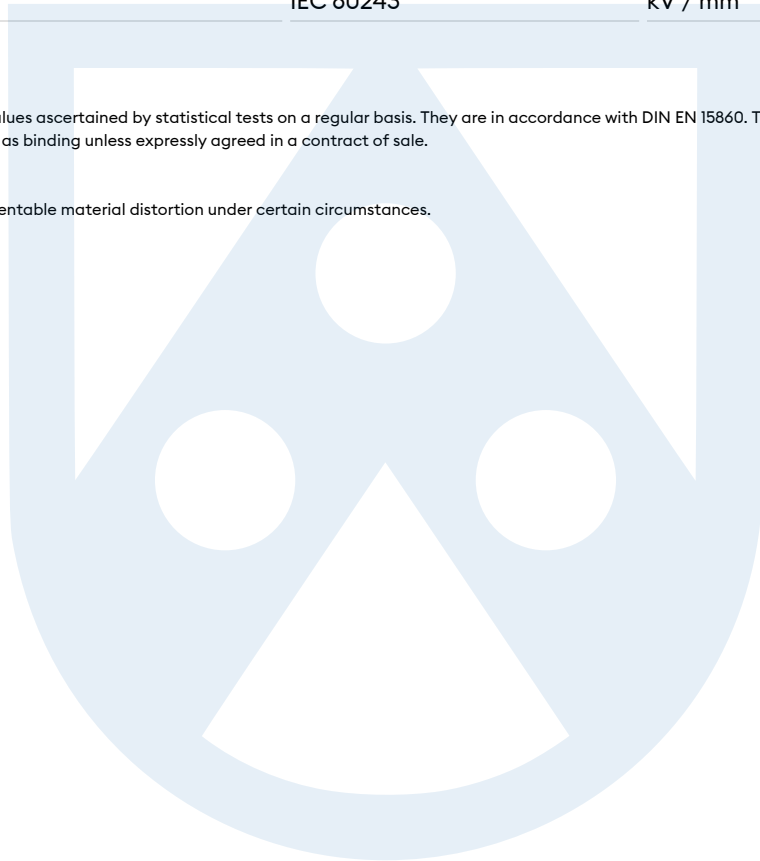 IEC 60243 kV / mm
lues ascertained by statistical tests on a regular basis. They are in accordance with DIN EN 15860. T
as binding unless expressly agreed in a contract of sale.
entable material distortion under certain circumstances.